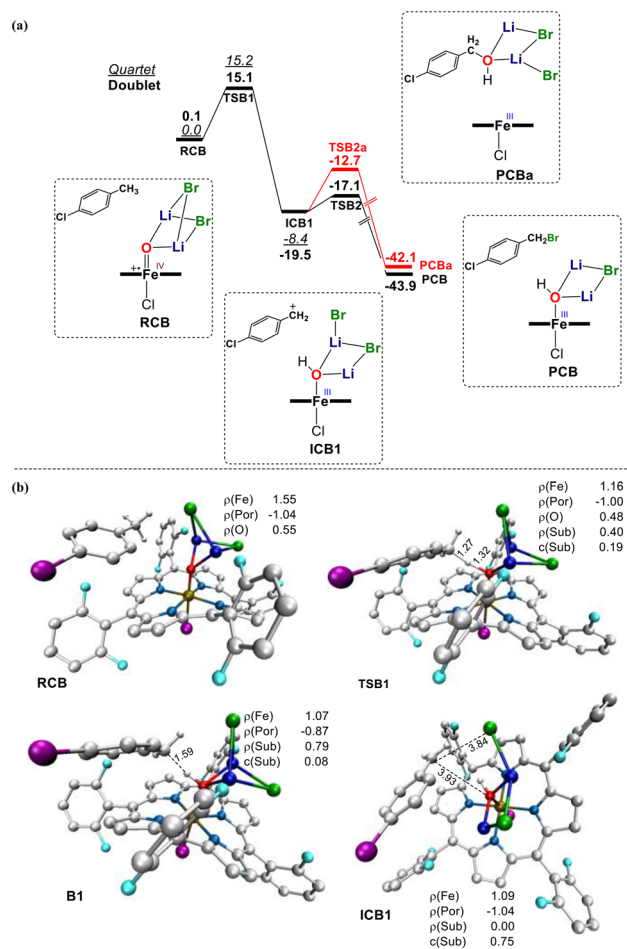 (a)
Quartet
Doublet
15.2
15.1
TSB1
0.1
0.0
RCB
ICB1
-8.4
-19.5
TSB2a
-12.7
-17.1
TSB2
-42.1
PCBa
PCB
-43.9
H2
C
Cl
O
H
Li
Br
Li
Br
Fe III
Cl
PCBa
CH3
Cl
Li
Br
Br
Li
O
+• Fe IV
Cl
RCB
+
CH2
Cl
Br
Li
Br
H
O
Li
Fe III
Cl
ICB1
CH2Br
Cl
Li
H
Br
O
Li
Fe III
Cl
PCB
(b)
ρ(Fe) 1.55
ρ(Por) -1.04
ρ(O) 0.55
RCB
ρ(Fe) 1.16
ρ(Por) -1.00
ρ(O) 0.48
ρ(Sub) 0.40
c(Sub) 0.19
1.27
1.32
TSB1
ρ(Fe) 1.07
ρ(Por) -0.87
ρ(Sub) 0.79
c(Sub) 0.08
1.59
B1
3.84
3.93
ρ(Fe) 1.09
ρ(Por) -1.04
ρ(Sub) 0.00
c(Sub) 0.75
ICB1